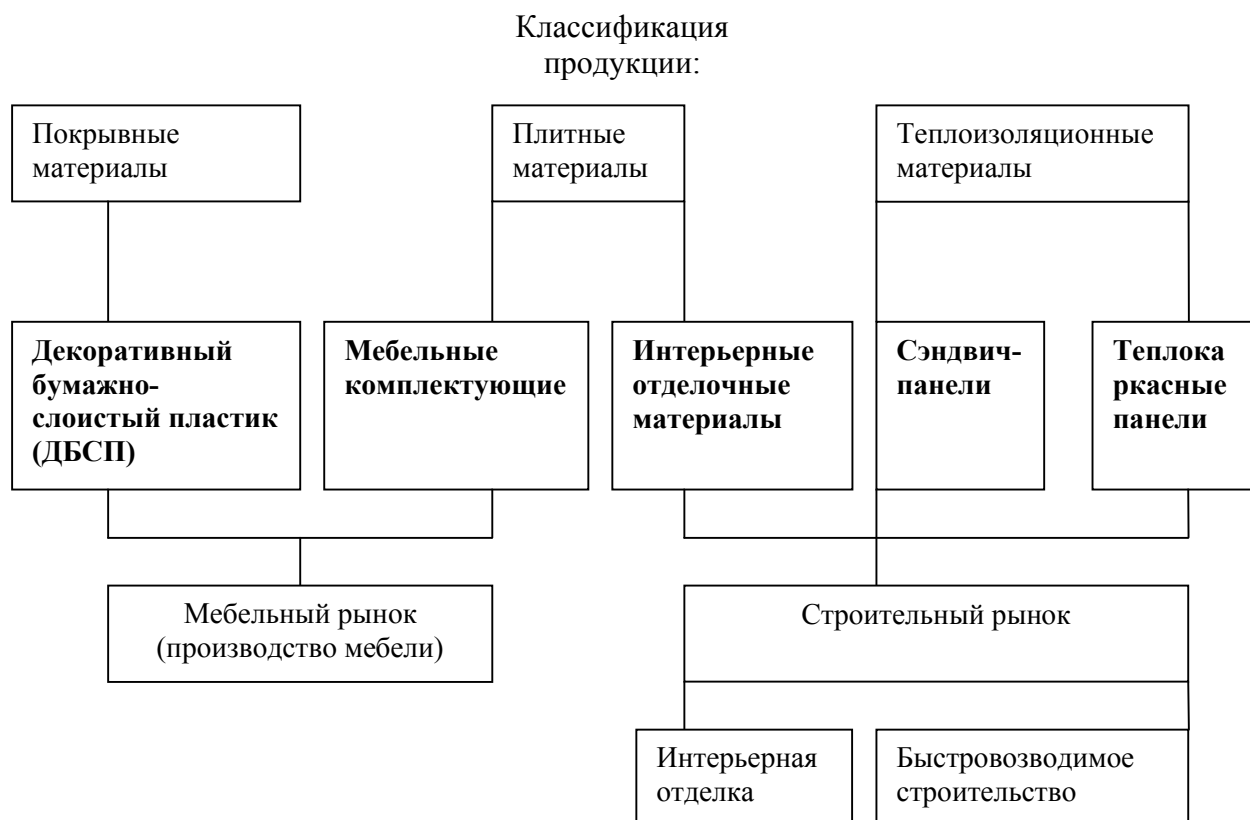 Классификация
продукции:
Покрывные
материалы
Плитные
материалы
Теплоизоляционные
материалы
Декоративный
бумажно-
слоистый пластик
(ДБСП)
Мебельные
комплектующие
Интерьерные
отделочные
материалы
Сэндвич-
панели
Теплока
ркасные
панели
Мебельный рынок
(производство мебели)
Строительный рынок
Интерьерная
отделка
Быстровозводимое
строительство